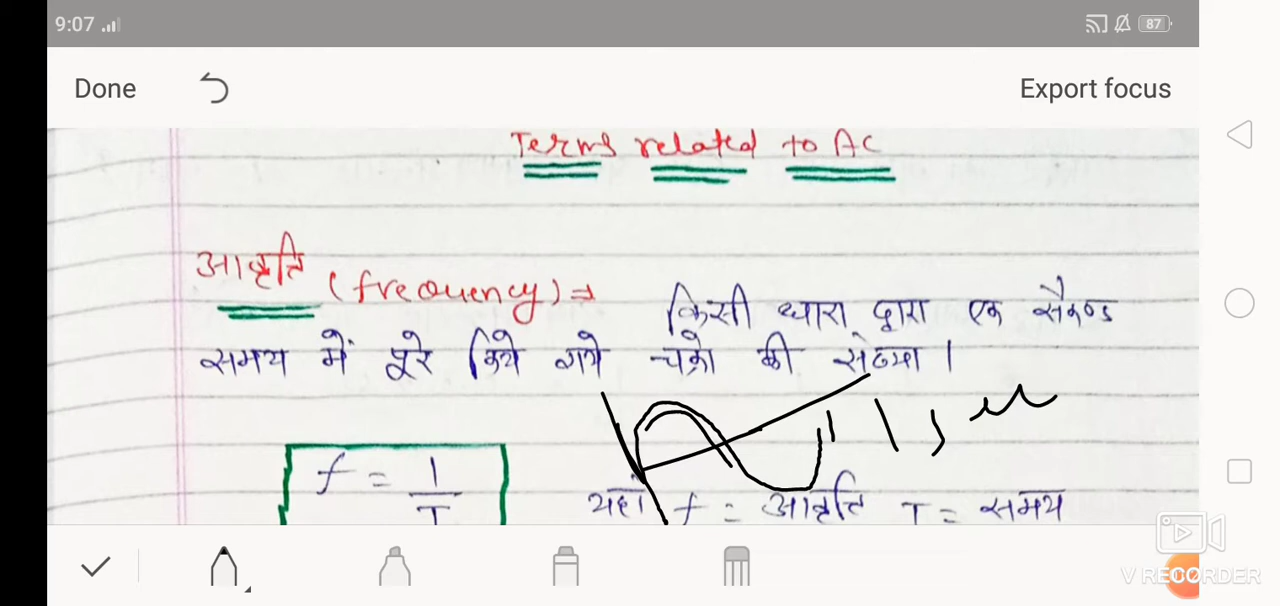 9:07
87
Done
Export focus
Terms related to AC
आवृत्ति (frequency) ⇒ किसी धारा द्वारा एक सैकण्ड
समय में पूरे किये गये चक्रो की संख्या ।
f = 1/T
यहाँ f = आवृत्ति T = समय
V RECORDER